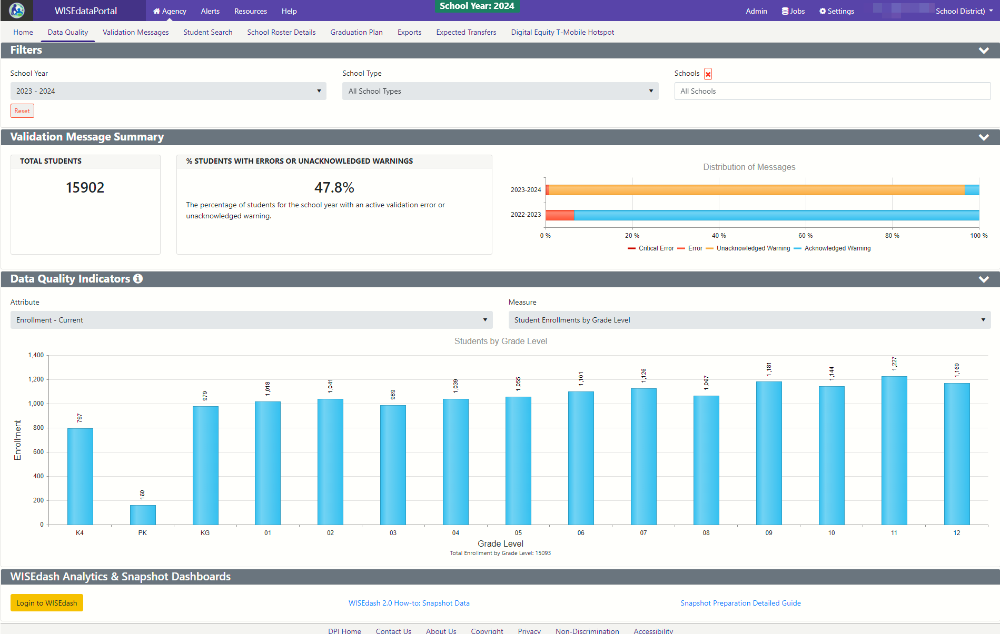 WISEdataPortal
Agency Alerts Resources Help
School Year: 2024
Admin Jobs Settings School District)
Home Data Quality Validation Messages Student Search School Roster Details Graduation Plan Exports Expected Transfers Digital Equity T-Mobile Hotspot
Filters
School Year School Type Schools
2023 - 2024 All School Types All Schools
Reset
Validation Message Summary
TOTAL STUDENTS
15902
% STUDENTS WITH ERRORS OR UNACKNOWLEDGED WARNINGS
47.8%
The percentage of students for the school year with an active validation error or
unacknowledged warning.
Distribution of Messages
2023-2024
2022-2023
0 % 20 % 40 % 60 % 80 % 100 %
Critical Error Error Unacknowledged Warning Acknowledged Warning
Data Quality Indicators
Attribute Measure
Enrollment - Current Student Enrollments by Grade Level
Students by Grade Level
1,400
1,200
1,000
800
600
400
200
0
Enrollment
797 160 979 1,018 1,041 989 1,039 1,055 1,101 1,126 1,067 1,181 1,144 1,227 1,169
K4 PK KG 01 02 03 04 05 06 07 08 09 10 11 12
Grade Level
Total Enrollment by Grade Level: 15093
WISEdash Analytics & Snapshot Dashboards
Login to WISEdash WISEdash 2.0 How-to: Snapshot Data Snapshot Preparation Detailed Guide
DPI Home Contact Us About Us Copyright Privacy Non-Discrimination Accessibility